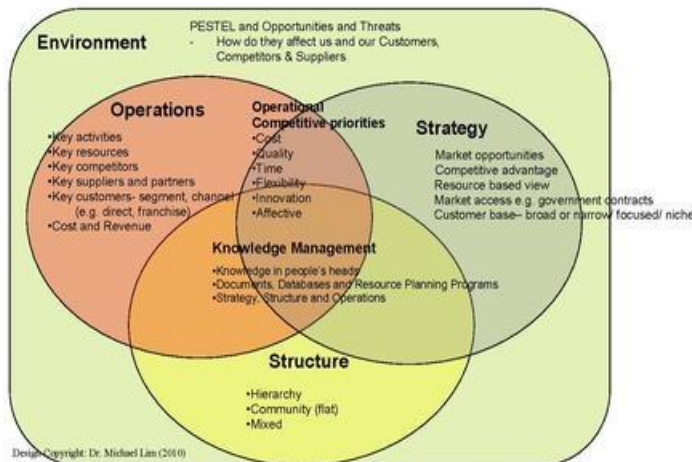 PESTEL and Opportunities and Threats
Environment
- How do they affect us and our Customers,
Competitors & Suppliers
Operations
•Key activities
•Key resources
•Key competitors
•Key suppliers and partners
•Key customers- segment, channel
(e.g. direct, franchise)
•Cost and Revenue
Operational
Competitive priorities
•Cost
•Quality
•Time
•Flexibility
•Innovation
•Affective
Strategy
Market opportunities
Competitive advantage
Resource based view
Market access e.g. government contracts
Customer base– broad or narrow/ focused/ niche
Knowledge Management
•Knowledge in people's heads
•Documents, Databases and Resource Planning Programs
•Strategy, Structure and Operations
Structure
•Hierarchy
•Community (flat)
•Mixed
Design Copyright: Dr. Michael Lim (2010)